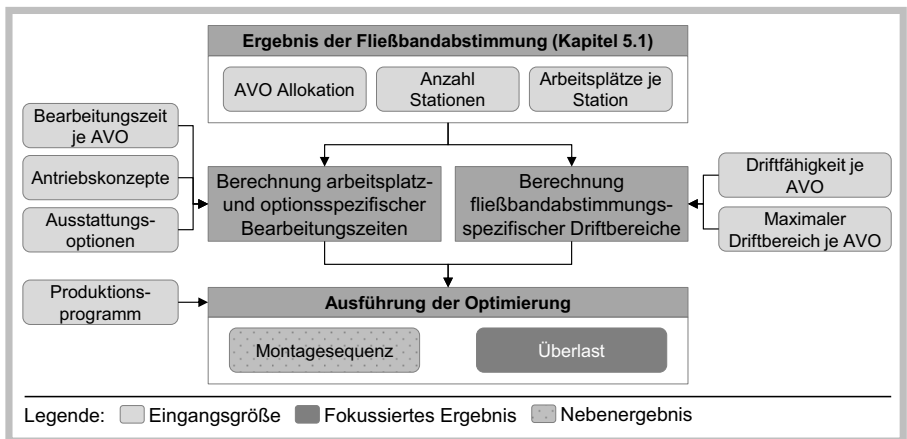 Ergebnis der Fließbandabstimmung (Kapitel 5.1)
AVO Allokation
Anzahl
Stationen
Arbeitsplätze je
Station
Bearbeitungszeit
je AVO
Antriebskonzepte
Ausstattungs-
optionen
Berechnung arbeitsplatz-
und optionsspezifischer
Bearbeitungszeiten
Berechnung
fließbandabstimmungs-
spezifischer Driftbereiche
Driftfähigkeit je
AVO
Maximaler
Driftbereich je AVO
Produktions-
programm
Ausführung der Optimierung
Montagesequenz
Überlast
Legende: Eingangsgröße Fokussiertes Ergebnis Nebenergebnis